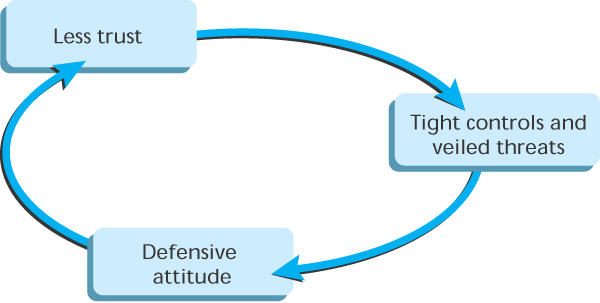 Less trust
Tight controls and
veiled threats
Defensive
attitude